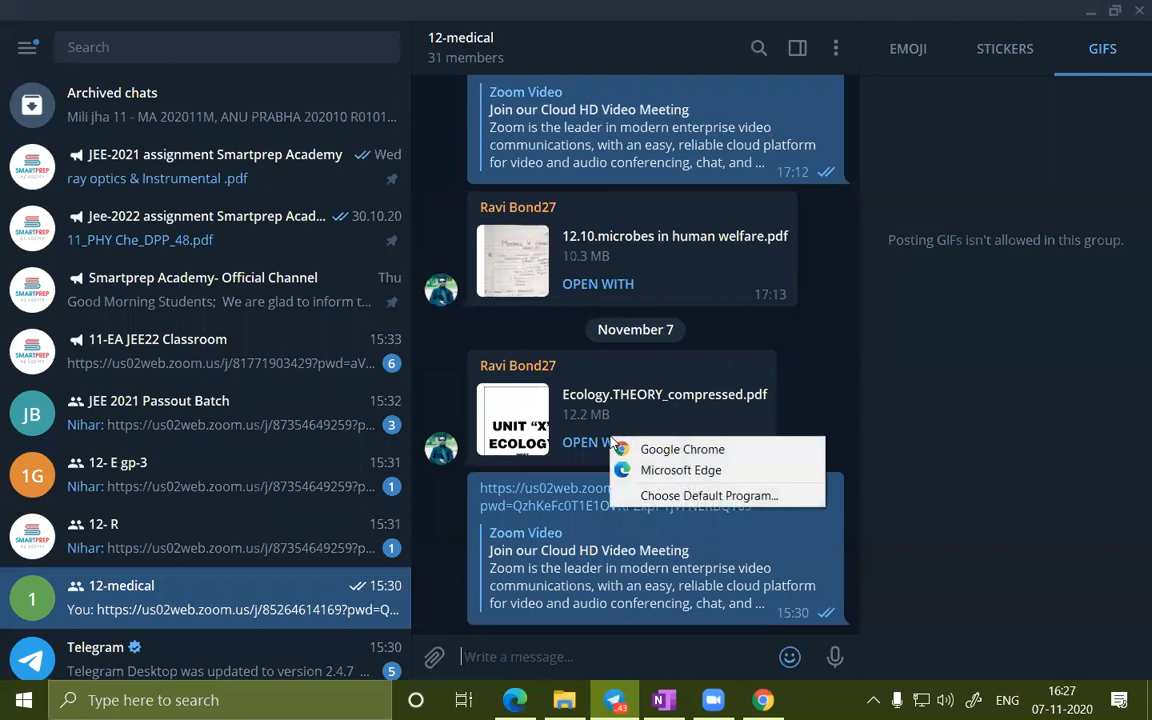 Search
Archived chats
Mili jha 11 - MA 202011M, ANU PRABHA 202010 R0101...
JEE-2021 assignment Smartprep Academy
Wed
ray optics & Instrumental .pdf
Jee-2022 assignment Smartprep Acad...
30.10.20
11_PHY Che_DPP_48.pdf
Smartprep Academy- Official Channel
Thu
Good Morning Students; We are glad to inform t...
11-EA JEE22 Classroom
15:33
https://us02web.zoom.us/j/81771903429?pwd=aV...
6
JB
JEE 2021 Passout Batch
15:32
Nihar: https://us02web.zoom.us/j/87354649259?p...
3
1G
12- E gp-3
15:31
Nihar: https://us02web.zoom.us/j/87354649259?p...
1
12- R
15:31
Nihar: https://us02web.zoom.us/j/87354649259?p...
1
1
12-medical
15:30
You: https://us02web.zoom.us/j/85264614169?pwd=Q...
Telegram
15:30
Telegram Desktop was updated to version 2.4.7
5
12-medical
31 members
Zoom Video
Join our Cloud HD Video Meeting
Zoom is the leader in modern enterprise video
communications, with an easy, reliable cloud platform
for video and audio conferencing, chat, and ...
17:12
Ravi Bond27
12.10.microbes in human welfare.pdf
10.3 MB
OPEN WITH
17:13
November 7
Ravi Bond27
UNIT “X”
ECOLOG
Ecology.THEORY_compressed.pdf
12.2 MB
OPEN W
Google Chrome
Microsoft Edge
Choose Default Program...
https://us02web.zoom
Zoom Video
Join our Cloud HD Video Meeting
Zoom is the leader in modern enterprise video
communications, with an easy, reliable cloud platform
for video and audio conferencing, chat, and ...
15:30
Write a message...
EMOJI
STICKERS
GIFS
Posting GIFs isn't allowed in this group.
Type here to search
43
ENG
16:27
07-11-2020